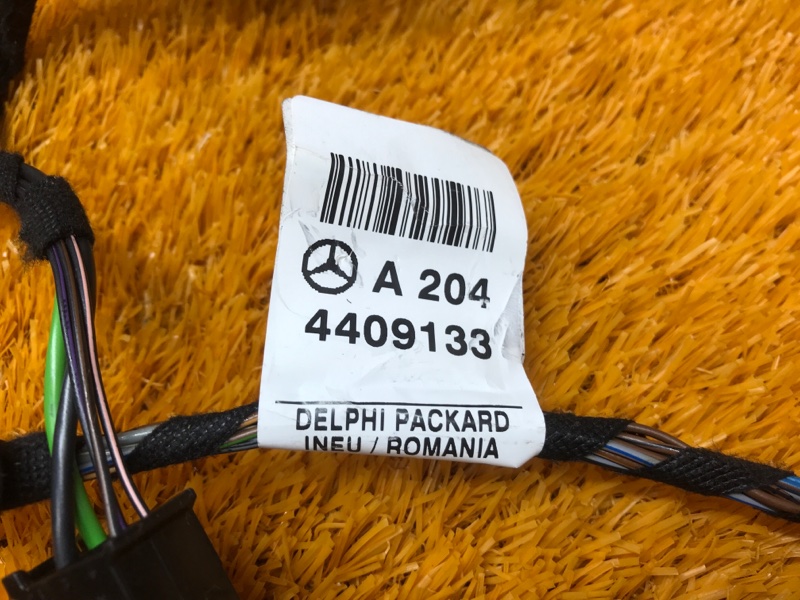 A 204
4409133
DELPHI PACKARD
INEU / ROMANIA